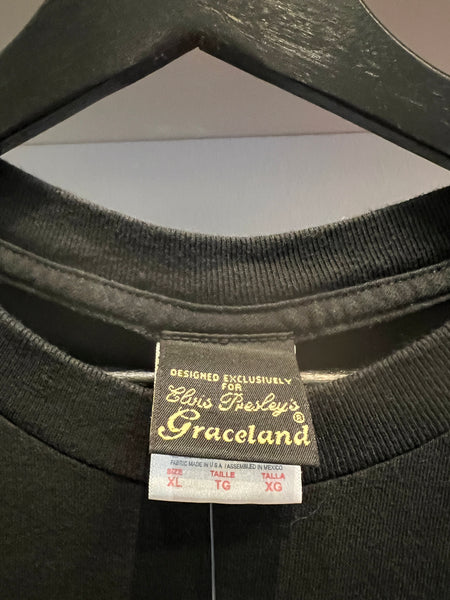 DESIGNED EXCLUSIVELY
FOR
Elvis Presley's
Graceland®
FABRIC MADE IN U.S.A. (ASSEMBLED IN MEXICO
SIZE TAILLE TALLA
XL TG XG